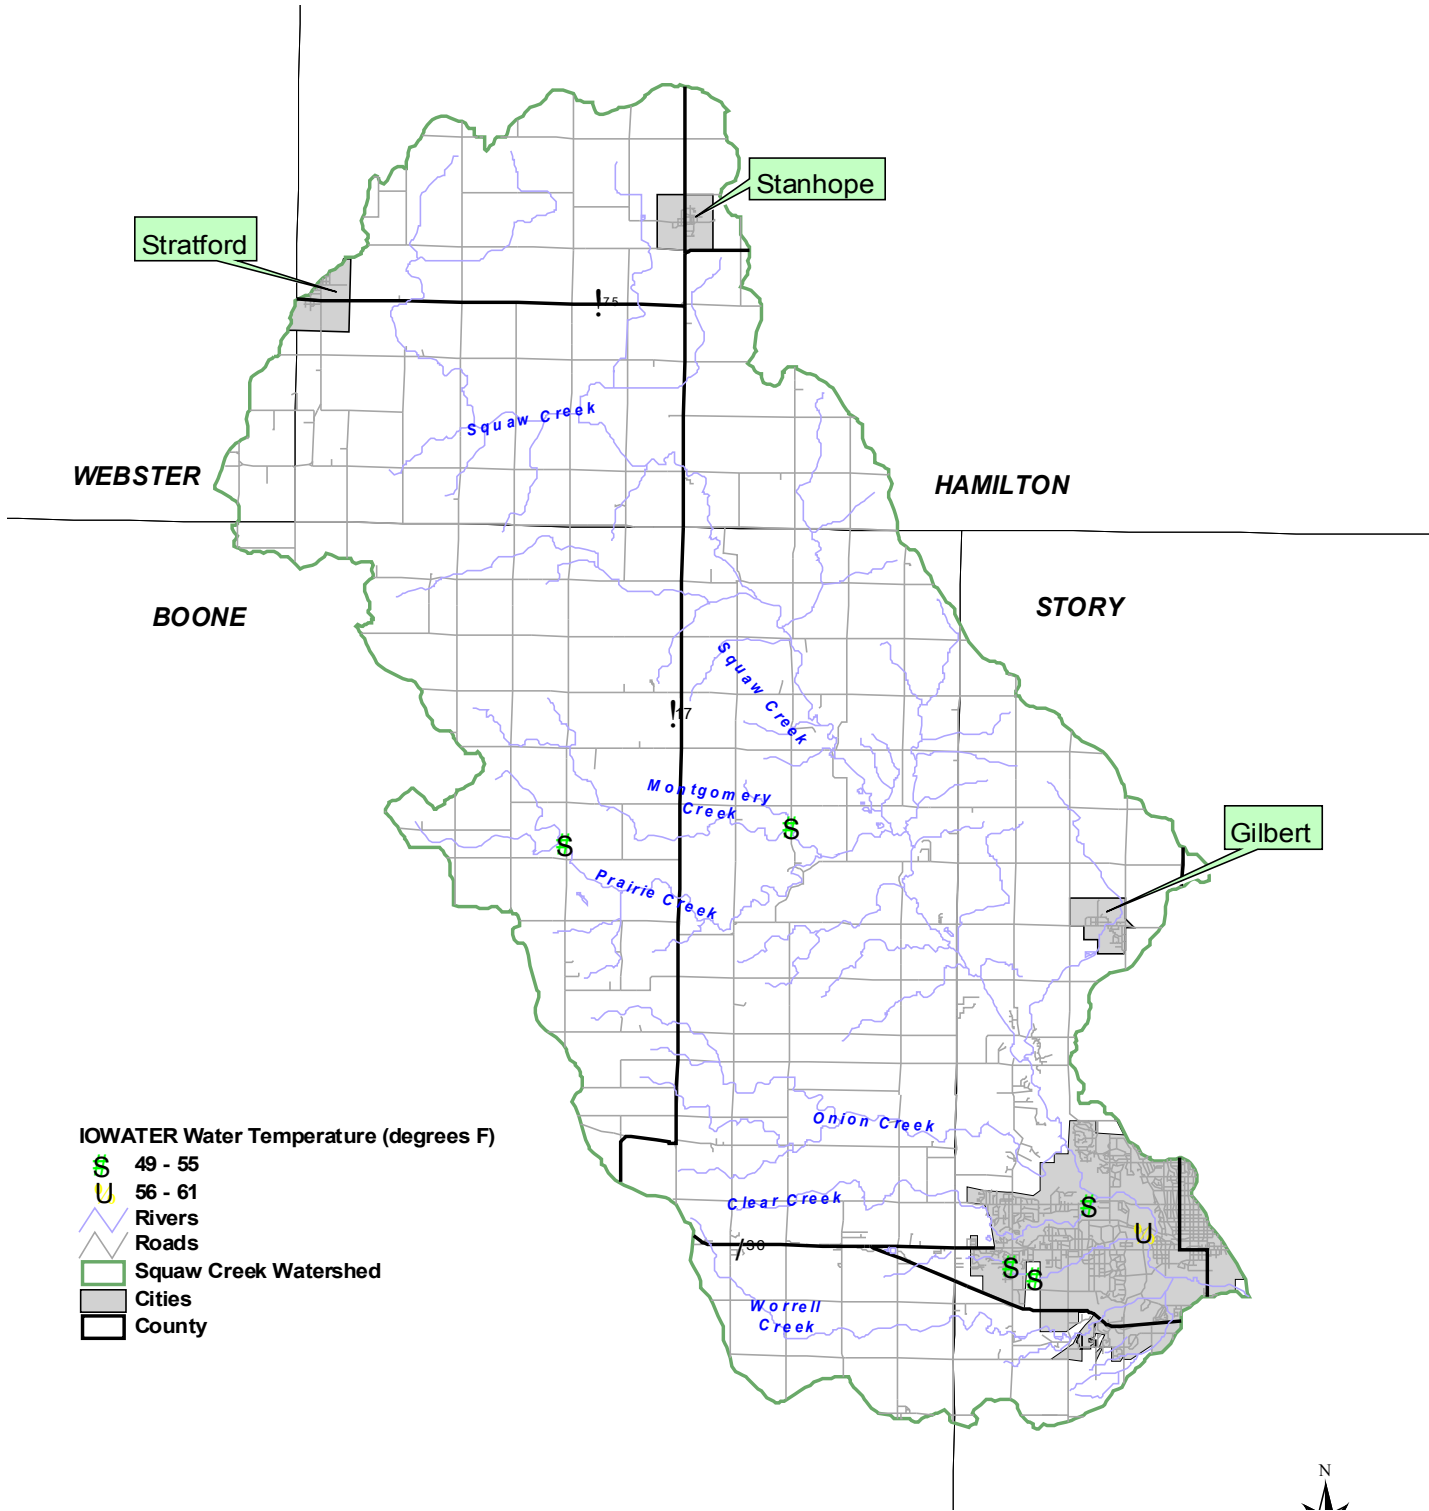 Stanhope
Stratford
! 75
Squaw Creek
WEBSTER
HAMILTON
BOONE
STORY
Squaw Creek
! 17
Montgomery
Creek
S
S
Gilbert
Prairie Creek
Onion Creek
IOWATER Water Temperature (degrees F)
S 49 - 55
U 56 - 61
Rivers
Roads
Squaw Creek Watershed
Cities
County
Clear Creek
S
U
/ 30
S
S
Worrell
Creek
N